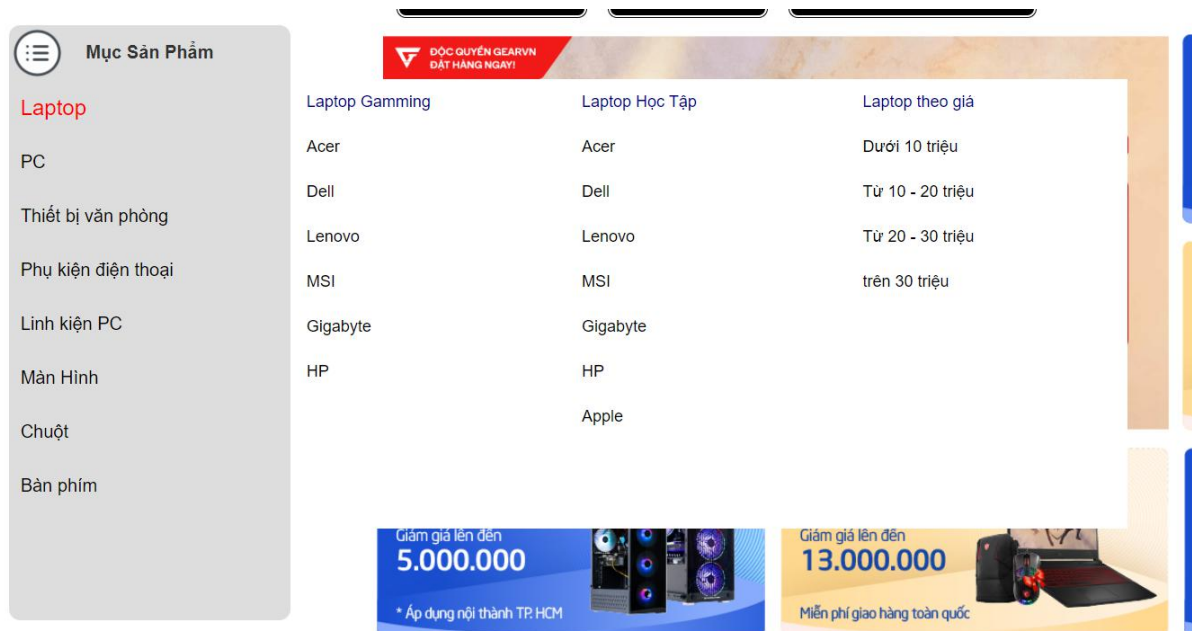 Mục Sản Phẩm
Laptop
PC
Thiết bị văn phòng
Phụ kiện điện thoại
Linh kiện PC
Màn Hình
Chuột
Bàn phím
ĐỘC QUYỀN GEARVN
ĐẶT HÀNG NGAY!
Laptop Gamming
Acer
Dell
Lenovo
MSI
Gigabyte
HP
Laptop Học Tập
Acer
Dell
Lenovo
MSI
Gigabyte
HP
Apple
Laptop theo giá
Dưới 10 triệu
Từ 10 - 20 triệu
Từ 20 - 30 triệu
trên 30 triệu
Giảm giá lên đến
5.000.000
* Áp dụng nội thành TP. HCM
Giảm giá lên đến
13.000.000
Miễn phí giao hàng toàn quốc